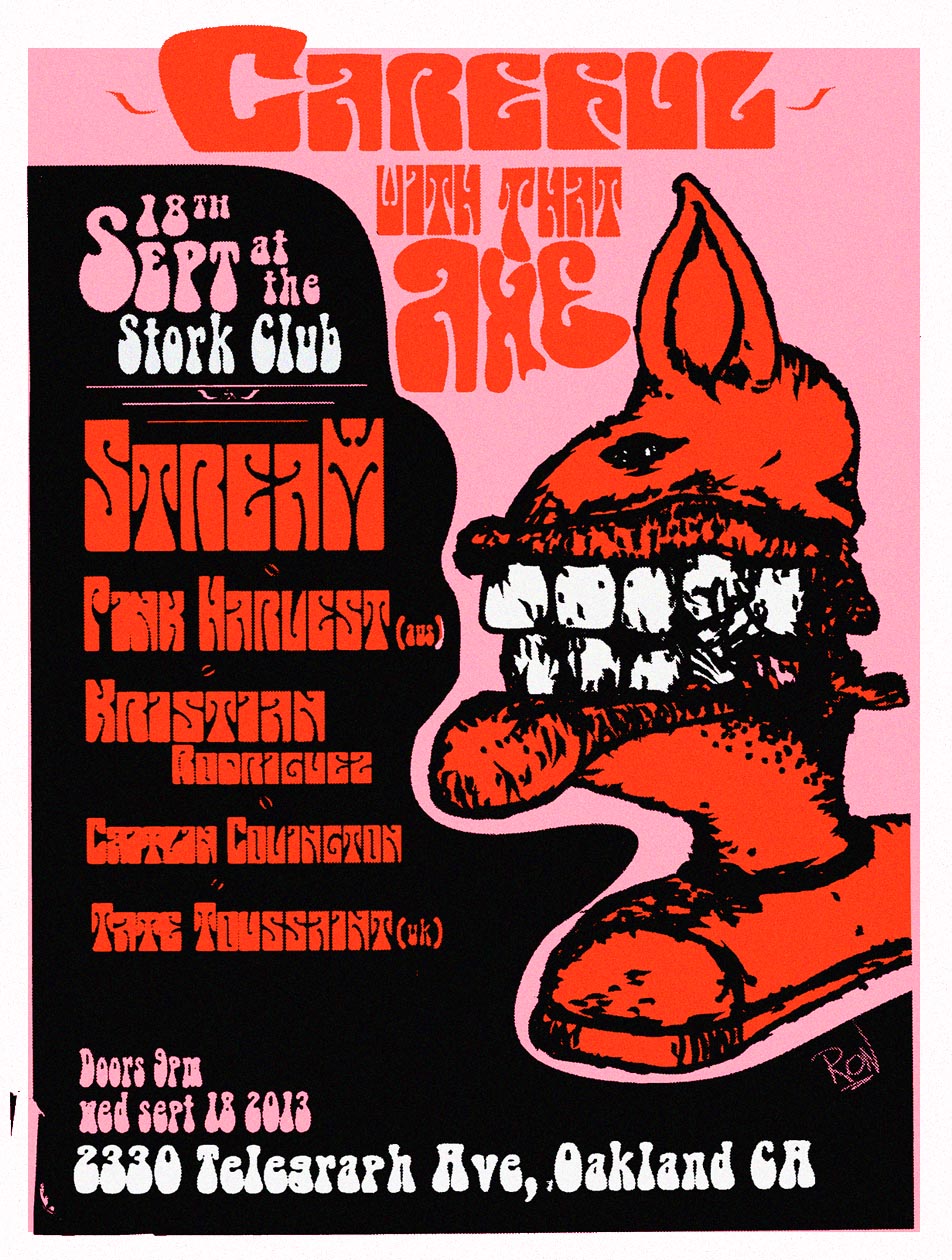 CAREFUL
WITH THAT
AXE
18TH
SEPT at
the
Stork Club
STREAM
PINK HARVEST (aus)
KRISTIAN
RODRIGUEZ
CAPTAIN COVINGTON
TATE TOUSSAINT (uk)
Doors 9pm
wed sept 18 2013
2330 Telegraph Ave, Oakland CA
RON